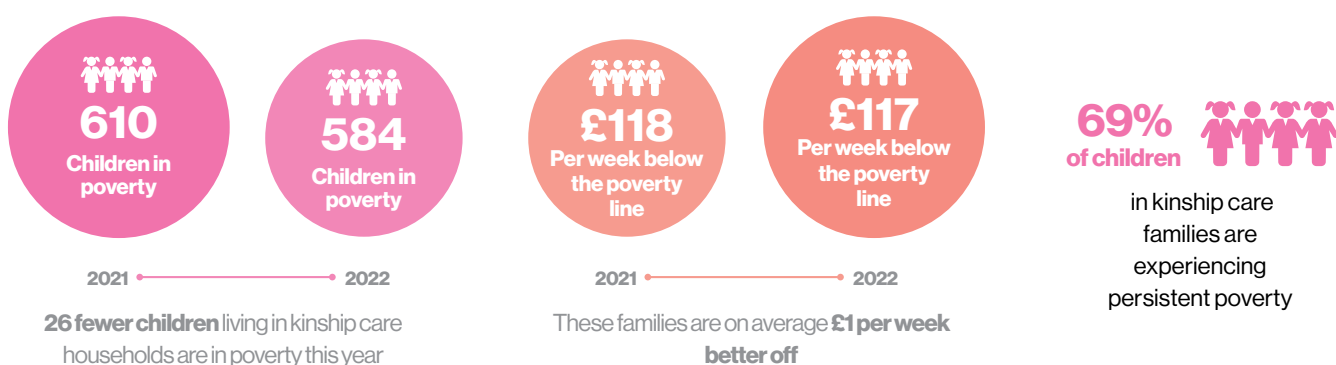 610
Children in
poverty
584
Children in
poverty
2021
2022
26 fewer children living in kinship care
households are in poverty this year
£118
Per week below
the poverty
line
£117
Per week below
the poverty
line
2021
2022
These families are on average £1 per week
better off
69%
of children
in kinship care
families are
experiencing
persistent poverty